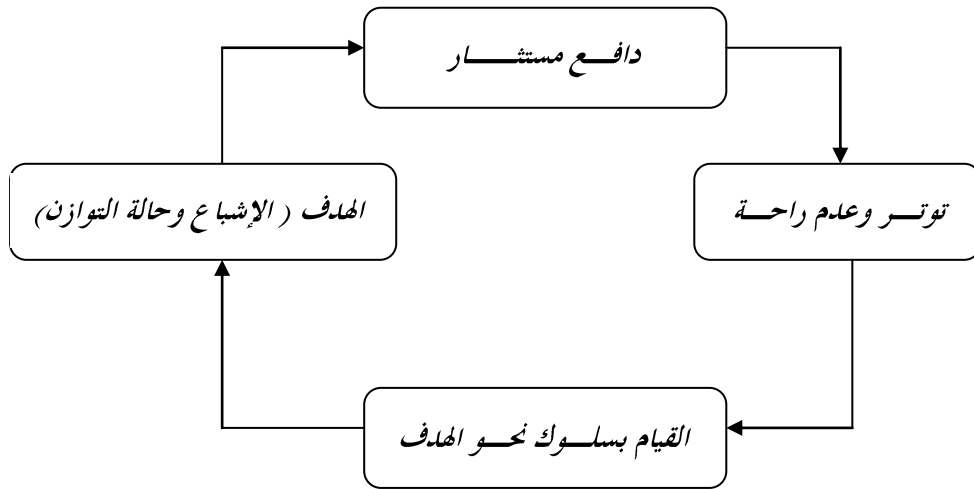 دافع مستثار
توتر وعدم راحة
الهدف ( الإشباع وحالة التوازن)
القيام بسلوك نحو الهدف